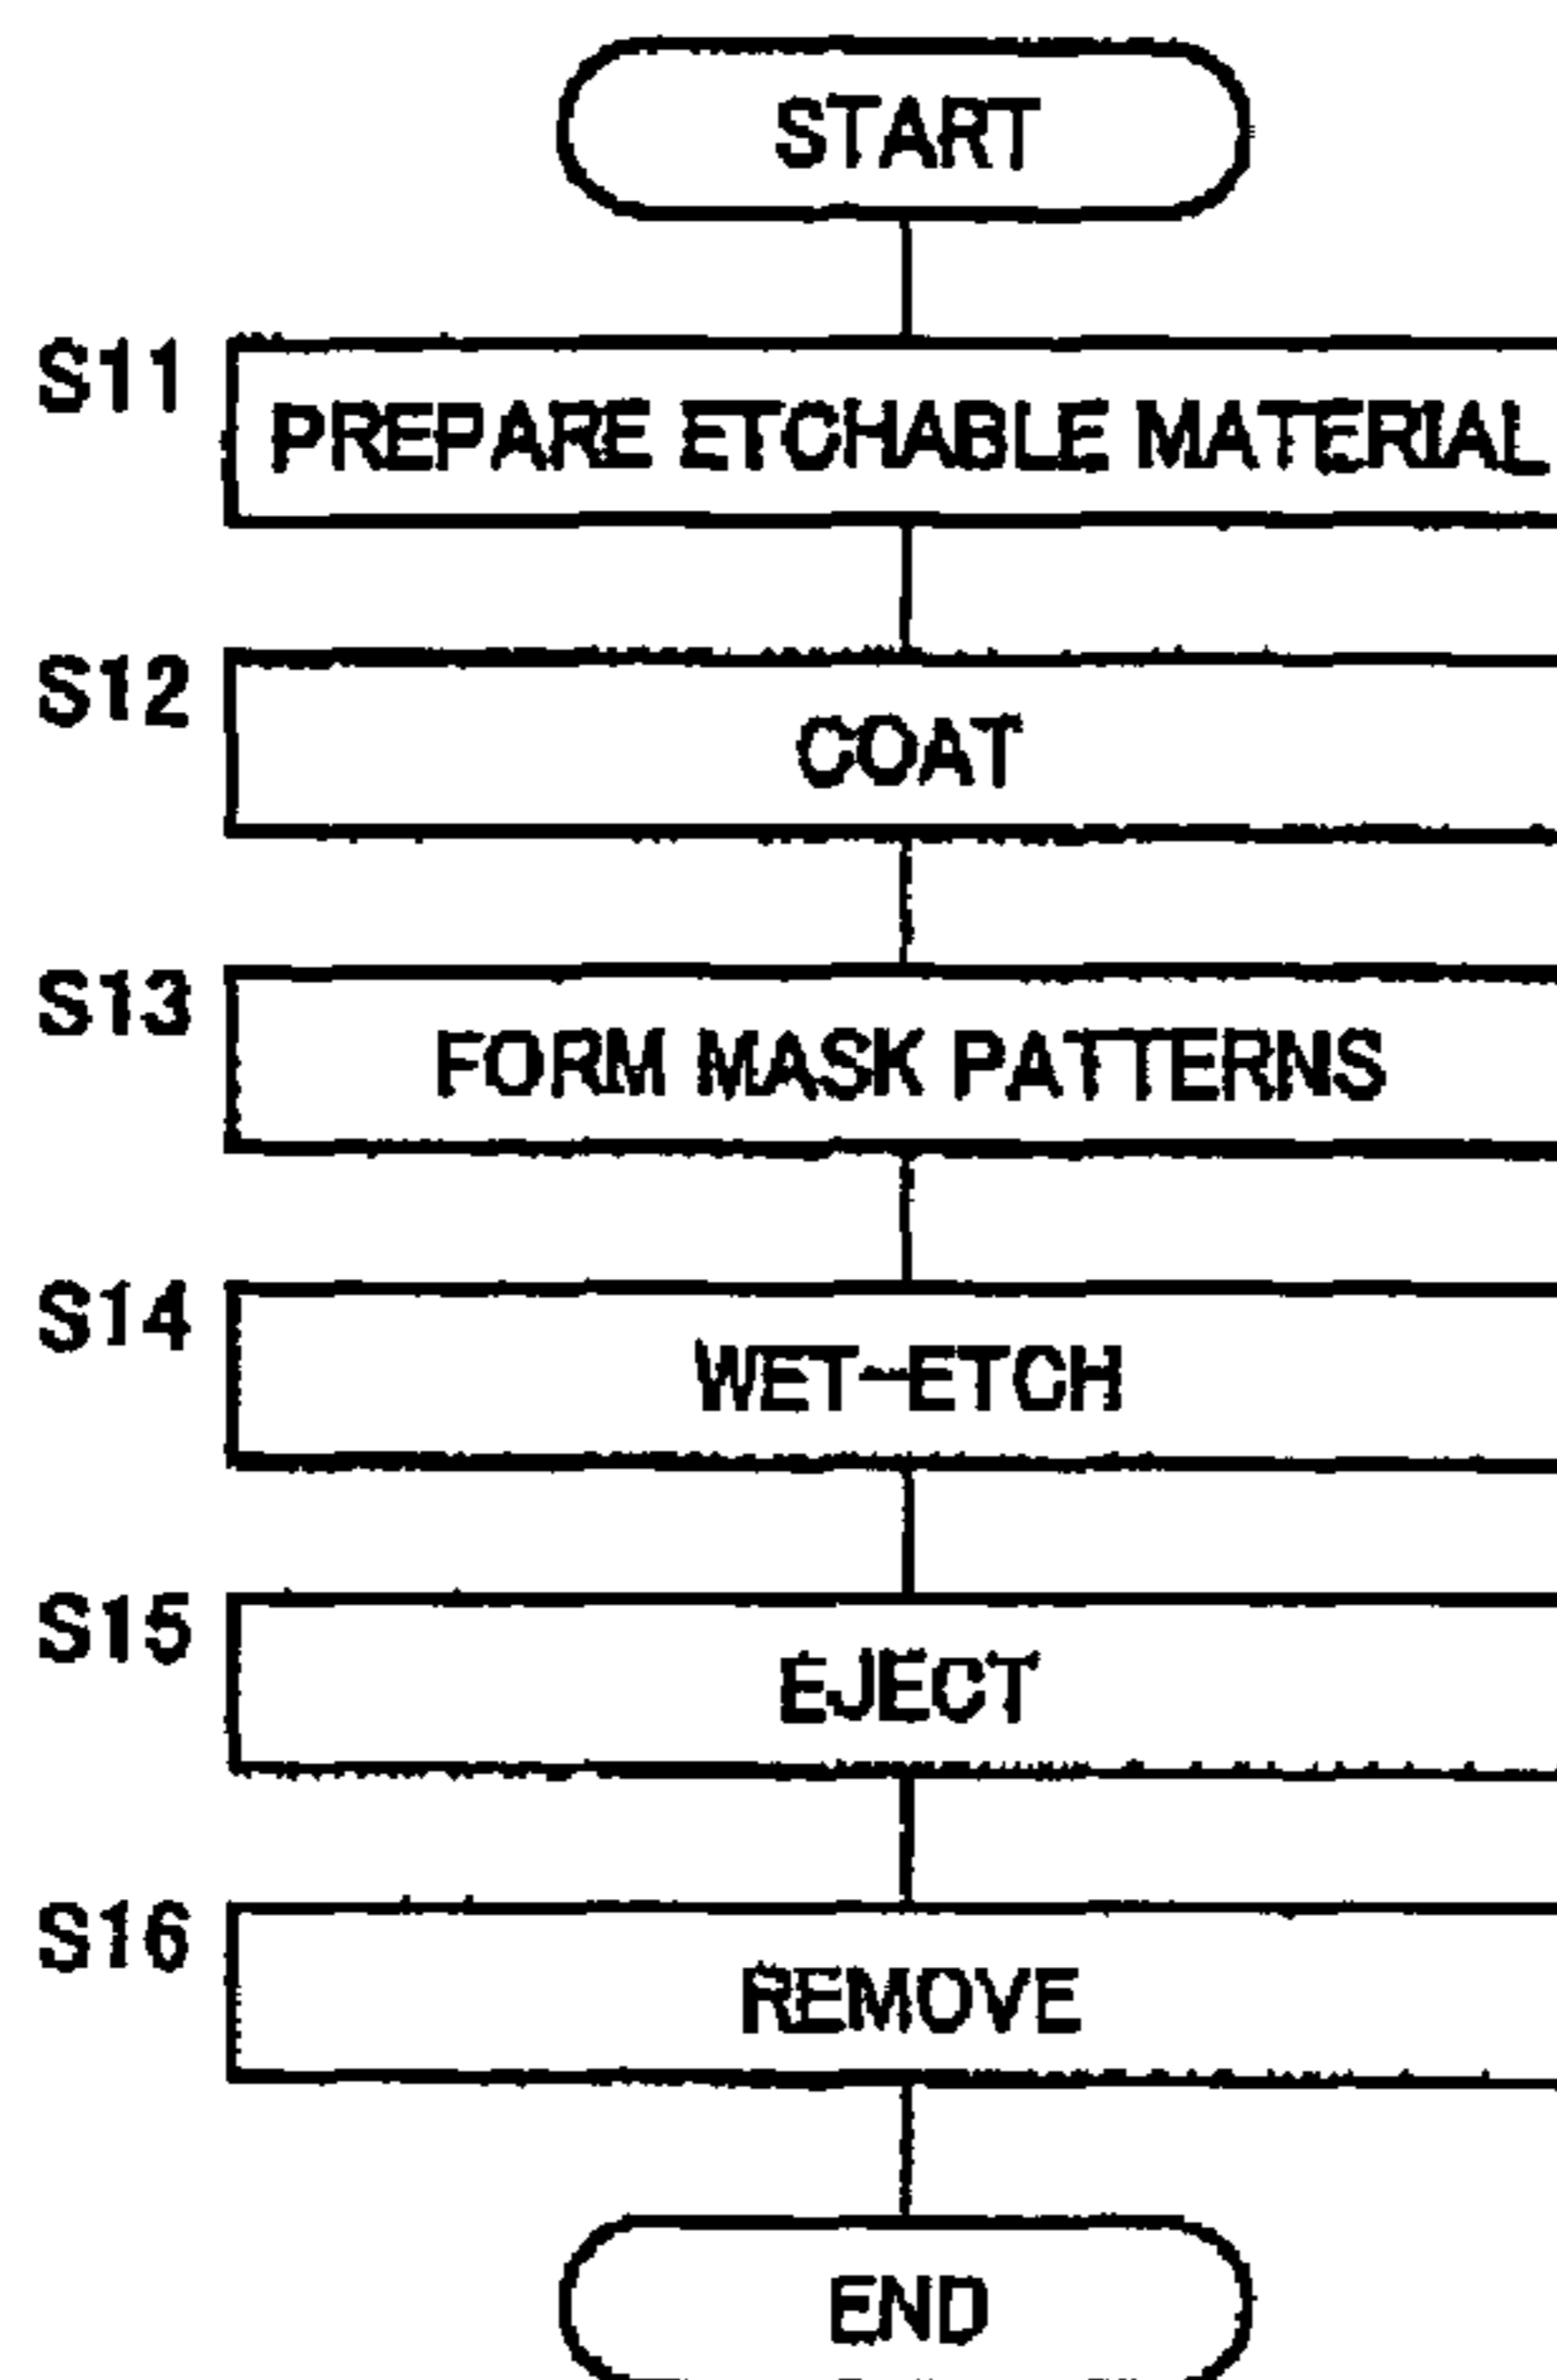 START
S11
PREPARE ETCHABLE MATERIAL
S12
COAT
S13
FORM MASK PATTERNS
S14
WET-ETCH
S15
EJECT
S16
REMOVE
END